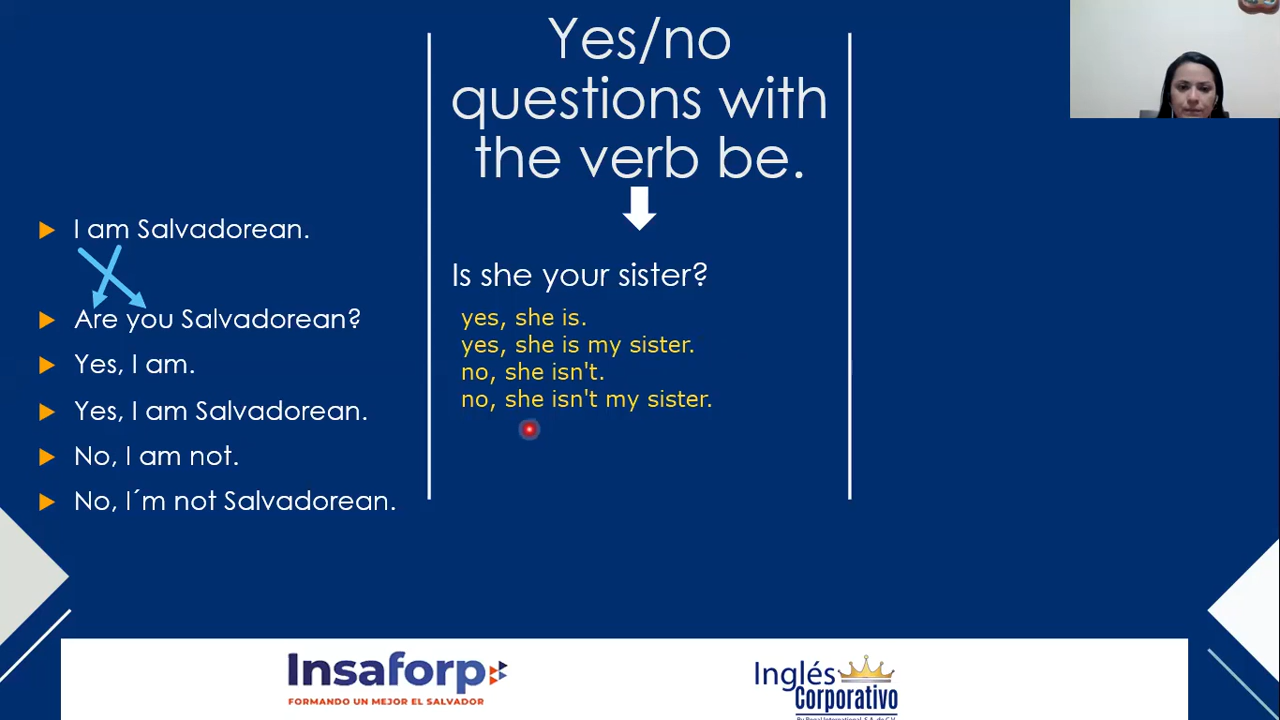 Yes/no
questions with
the verb be.
I am Salvadorean.
Are you Salvadorean?
Yes, I am.
Yes, I am Salvadorean.
No, I am not.
No, I´m not Salvadorean.
Is she your sister?
yes, she is.
yes, she is my sister.
no, she isn't.
no, she isn't my sister.
Insaforp
FORMANDO UN MEJOR EL SALVADOR
Inglés
Corporativo